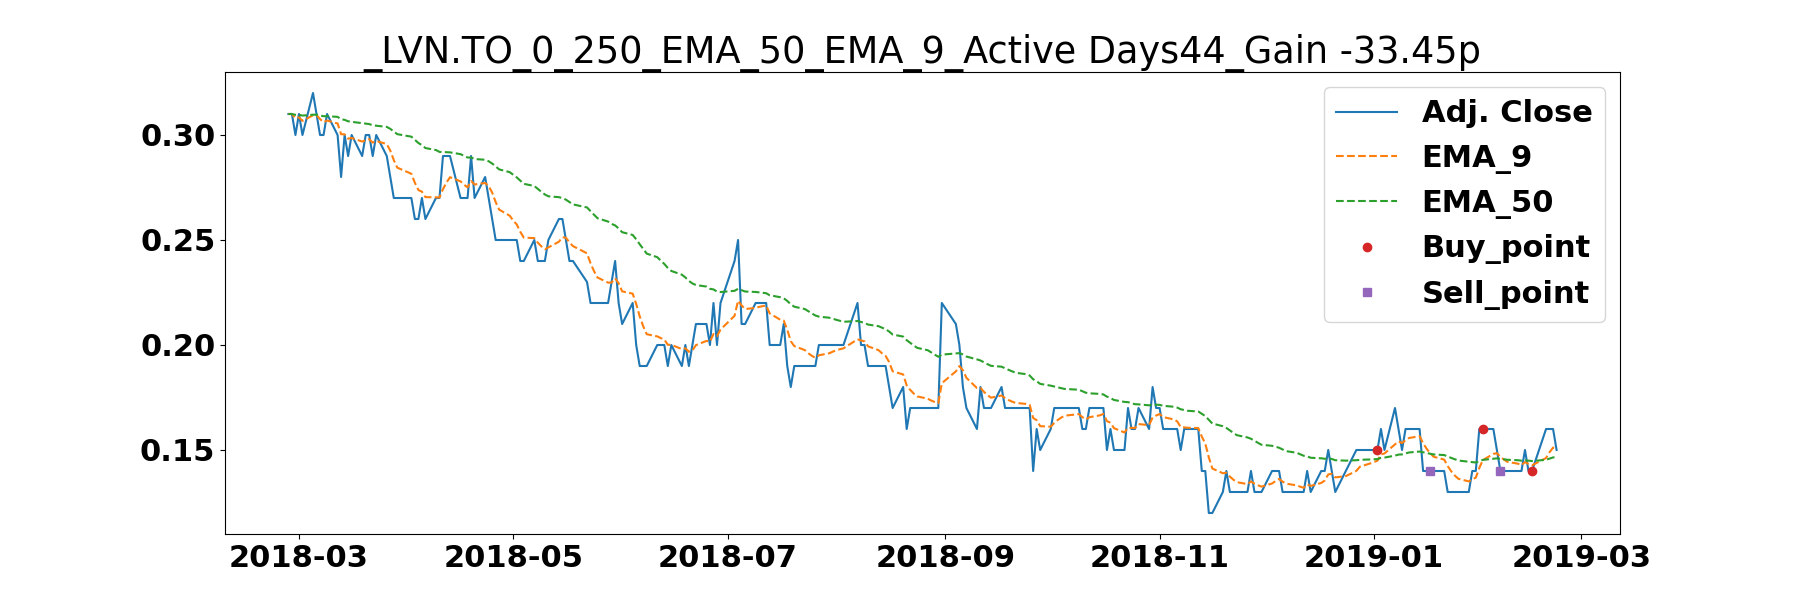 _LVN.TO_0_250_EMA_50_EMA_9_Active Days44_Gain -33.45p
Adj. Close
EMA_9
EMA_50
Buy_point
Sell_point
0.30
0.25
0.20
0.15
2018-03 2018-05 2018-07 2018-09 2018-11 2019-01 2019-03